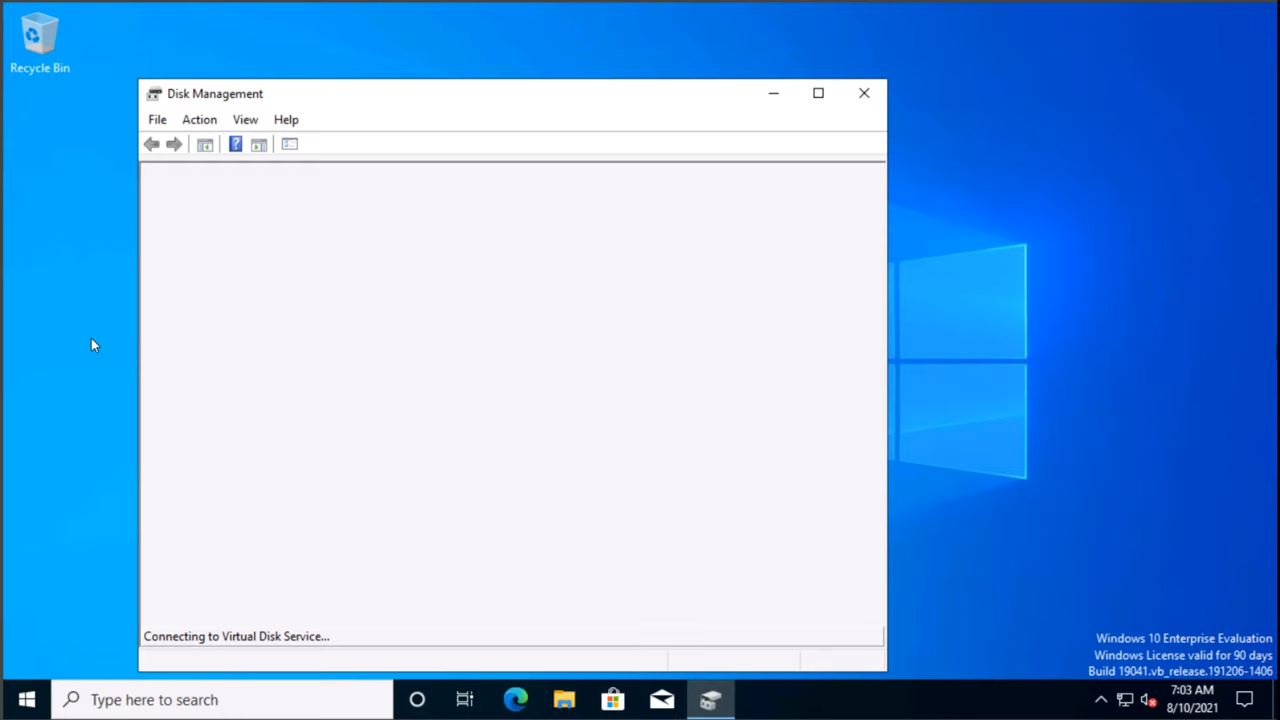 Recycle Bin
Disk Management
File Action View Help
?
Connecting to Virtual Disk Service...
Windows 10 Enterprise Evaluation
Windows License valid for 90 days
Build 19041.vb_release.191206-1406
Type here to search
7:03 AM
8/10/2021